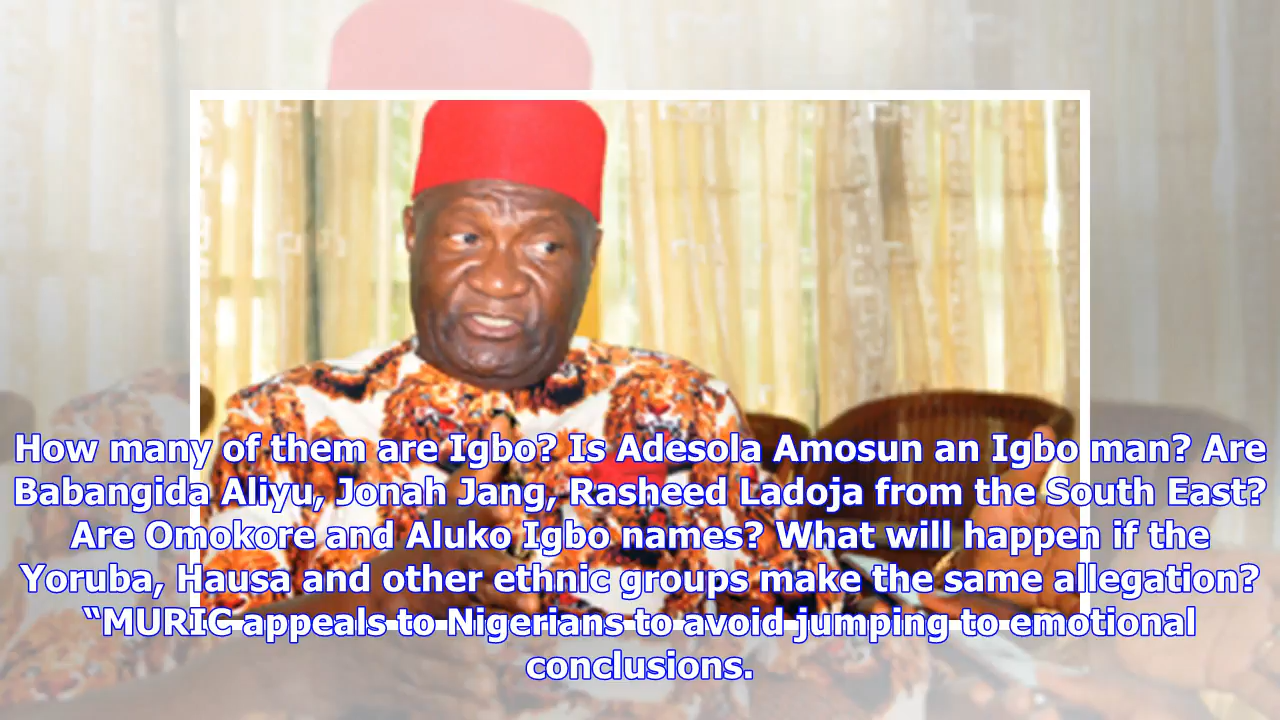 How many of them are Igbo? Is Adesola Amosun an Igbo man? Are
Babangida Aliyu, Jonah Jang, Rasheed Ladoja from the South East?
Are Omokore and Aluko Igbo names? What will happen if the
Yoruba, Hausa and other ethnic groups make the same allegation?
“MURIC appeals to Nigerians to avoid jumping to emotional
conclusions.